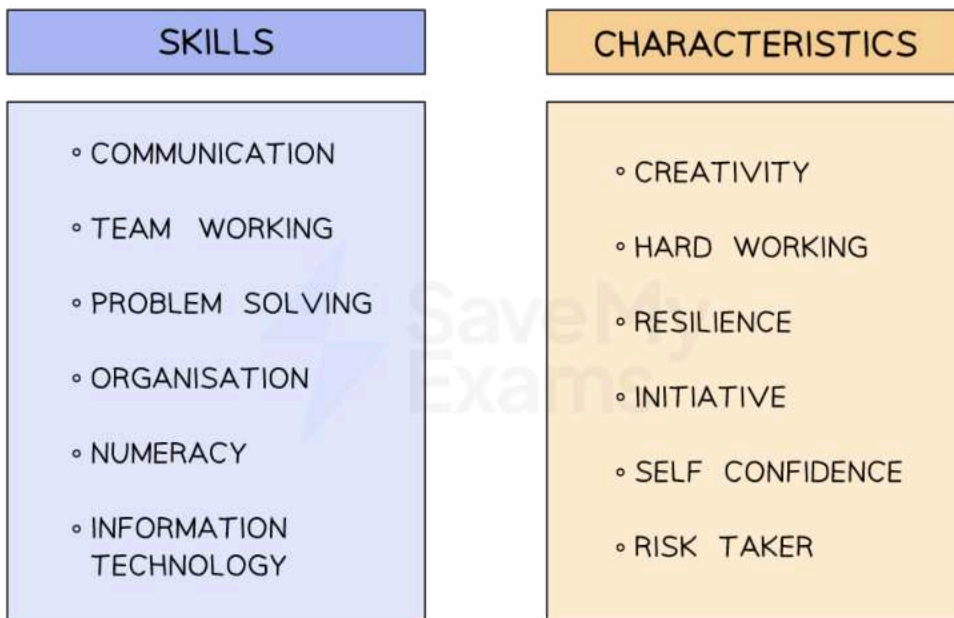 SKILLS
COMMUNICATION
TEAM WORKING
PROBLEM SOLVING
ORGANISATION
NUMERACY
INFORMATION
TECHNOLOGY
CHARACTERISTICS
CREATIVITY
HARD WORKING
RESILIENCE
INITIATIVE
SELF CONFIDENCE
RISK TAKER
SaveMy
Exams